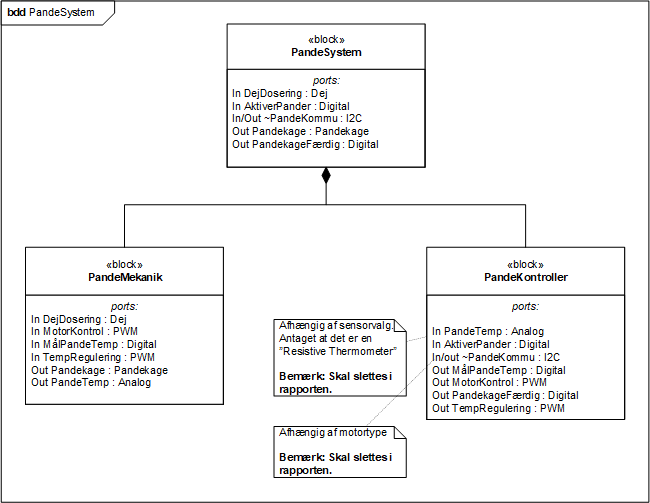 bdd PandeSystem
«block»
PandeSystem
ports:
In DejDosering : Dej
In AktiverPander : Digital
In/Out ~PandeKommu : I2C
Out Pandekage : Pandekage
Out PandekageFærdig : Digital
«block»
PandeMekanik
ports:
In DejDosering : Dej
In MotorKontrol : PWM
In MålPandeTemp : Digital
In TempRegulering : PWM
Out Pandekage : Pandekage
Out PandeTemp : Analog
Afhængig af sensorvalg.
Antaget at det er en
"Resistive Thermometer"
Bemærk: Skal slettes i
rapporten.
Afhængig af motortype
Bemærk: Skal slettes i
rapporten.
«block»
PandeKontroller
ports:
In PandeTemp : Analog
In AktiverPander : Digital
In/out ~PandeKommu : I2C
Out MålPandeTemp : Digital
Out MotorKontrol : PWM
Out PandekageFærdig : Digital
Out TempRegulering : PWM